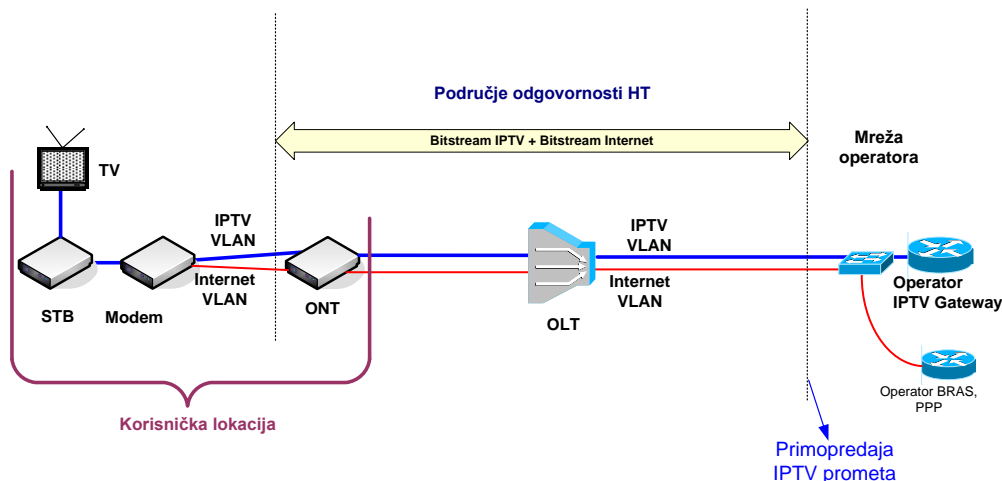 Područje odgovornosti HT
Bitstream IPTV + Bitstream Internet
Mreža
operatora
TV
IPTV
VLAN
Internet
VLAN
STB
Modem
ONT
OLT
IPTV
VLAN
Internet
VLAN
Operator
IPTV Gateway
Operator BRAS,
PPP
Korisnička lokacija
Primopredaja
IPTV prometa